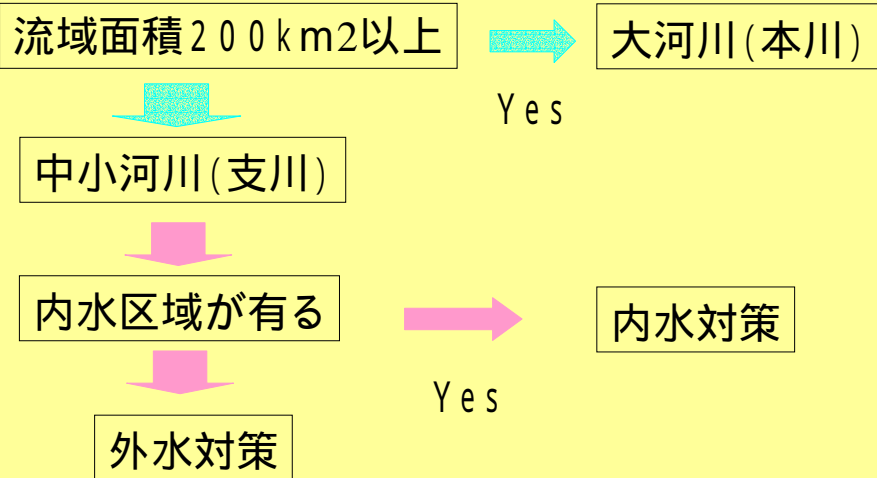 流域面積200km2以上
大河川(本川)
Yes
中小河川(支川)
内水区域が有る
内水対策
Yes
外水対策